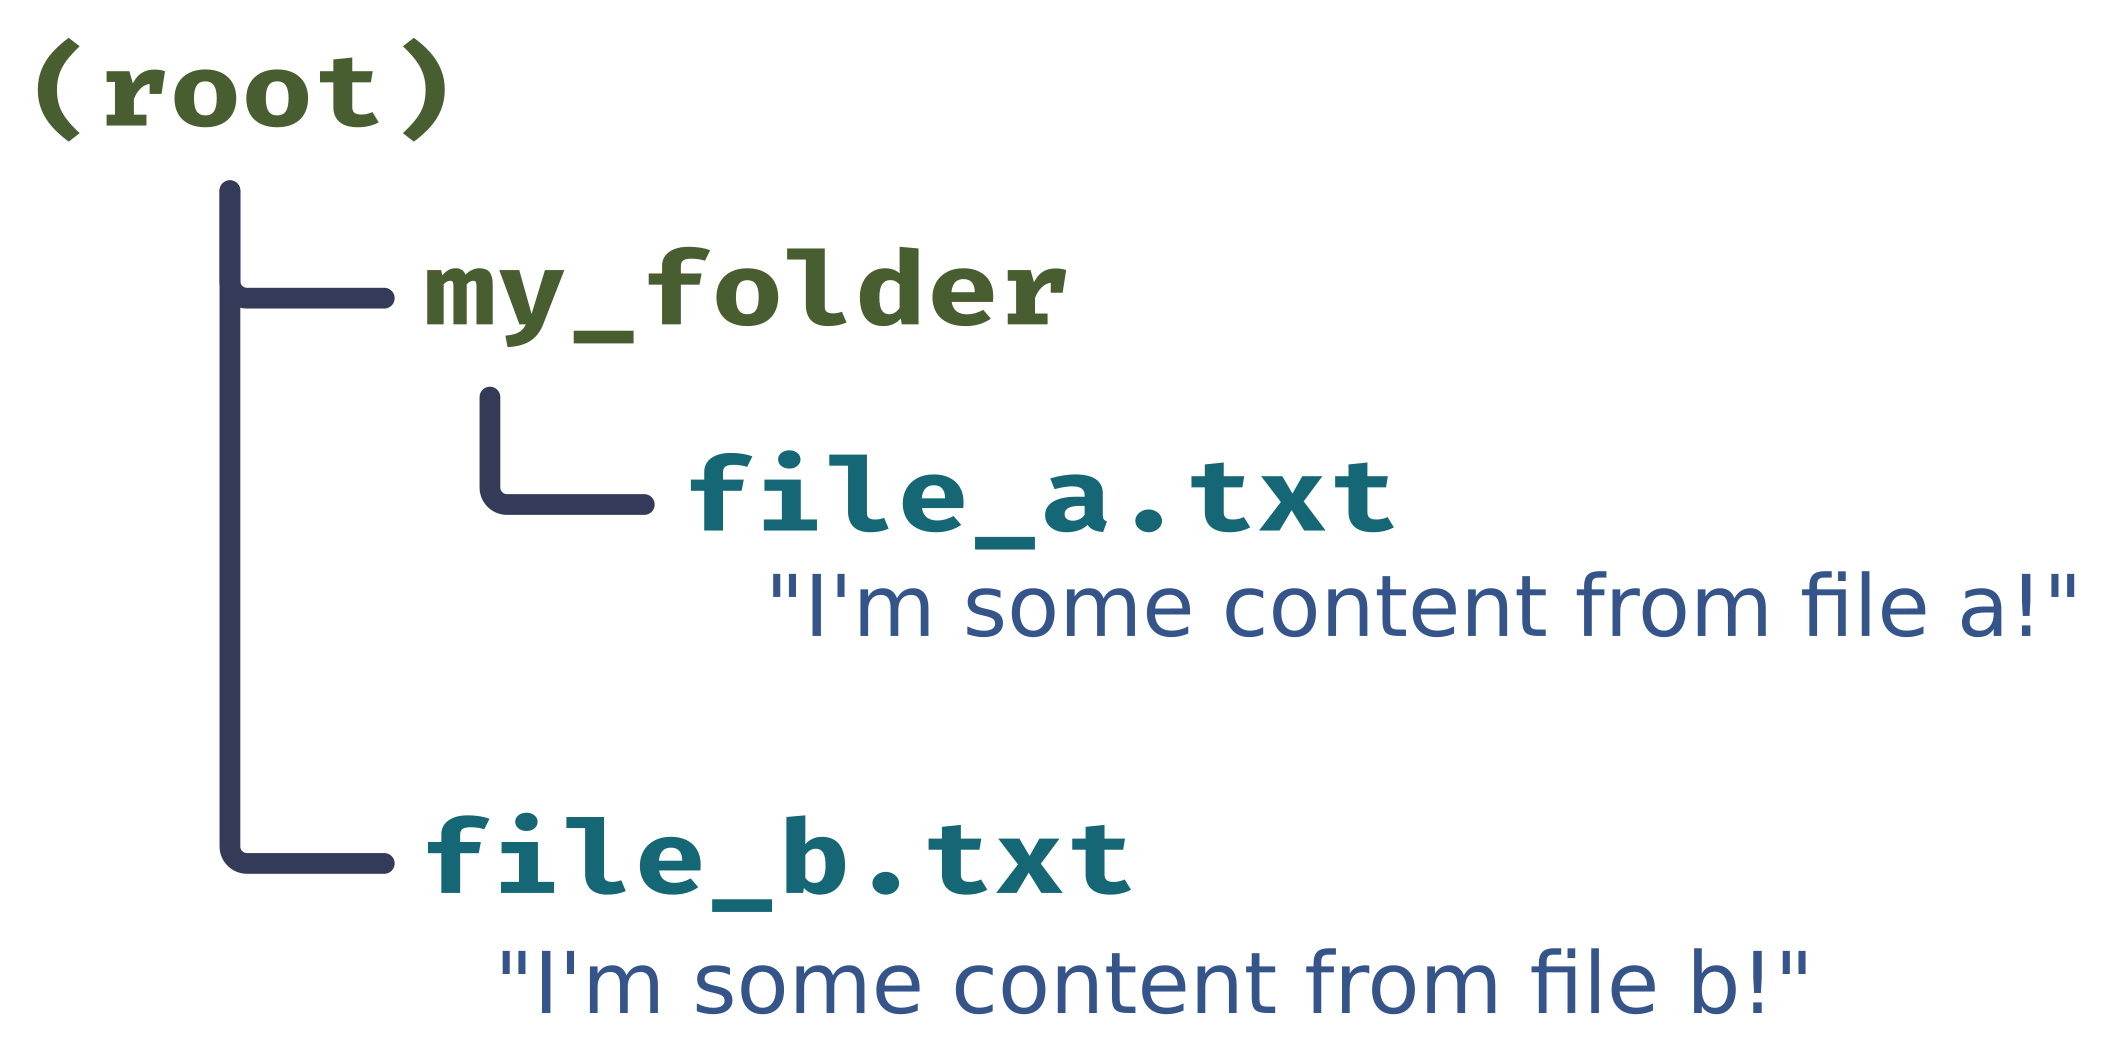 (root)
my_folder
file_a.txt
"I'm some content from file a!"
file_b.txt
"I'm some content from file b!"